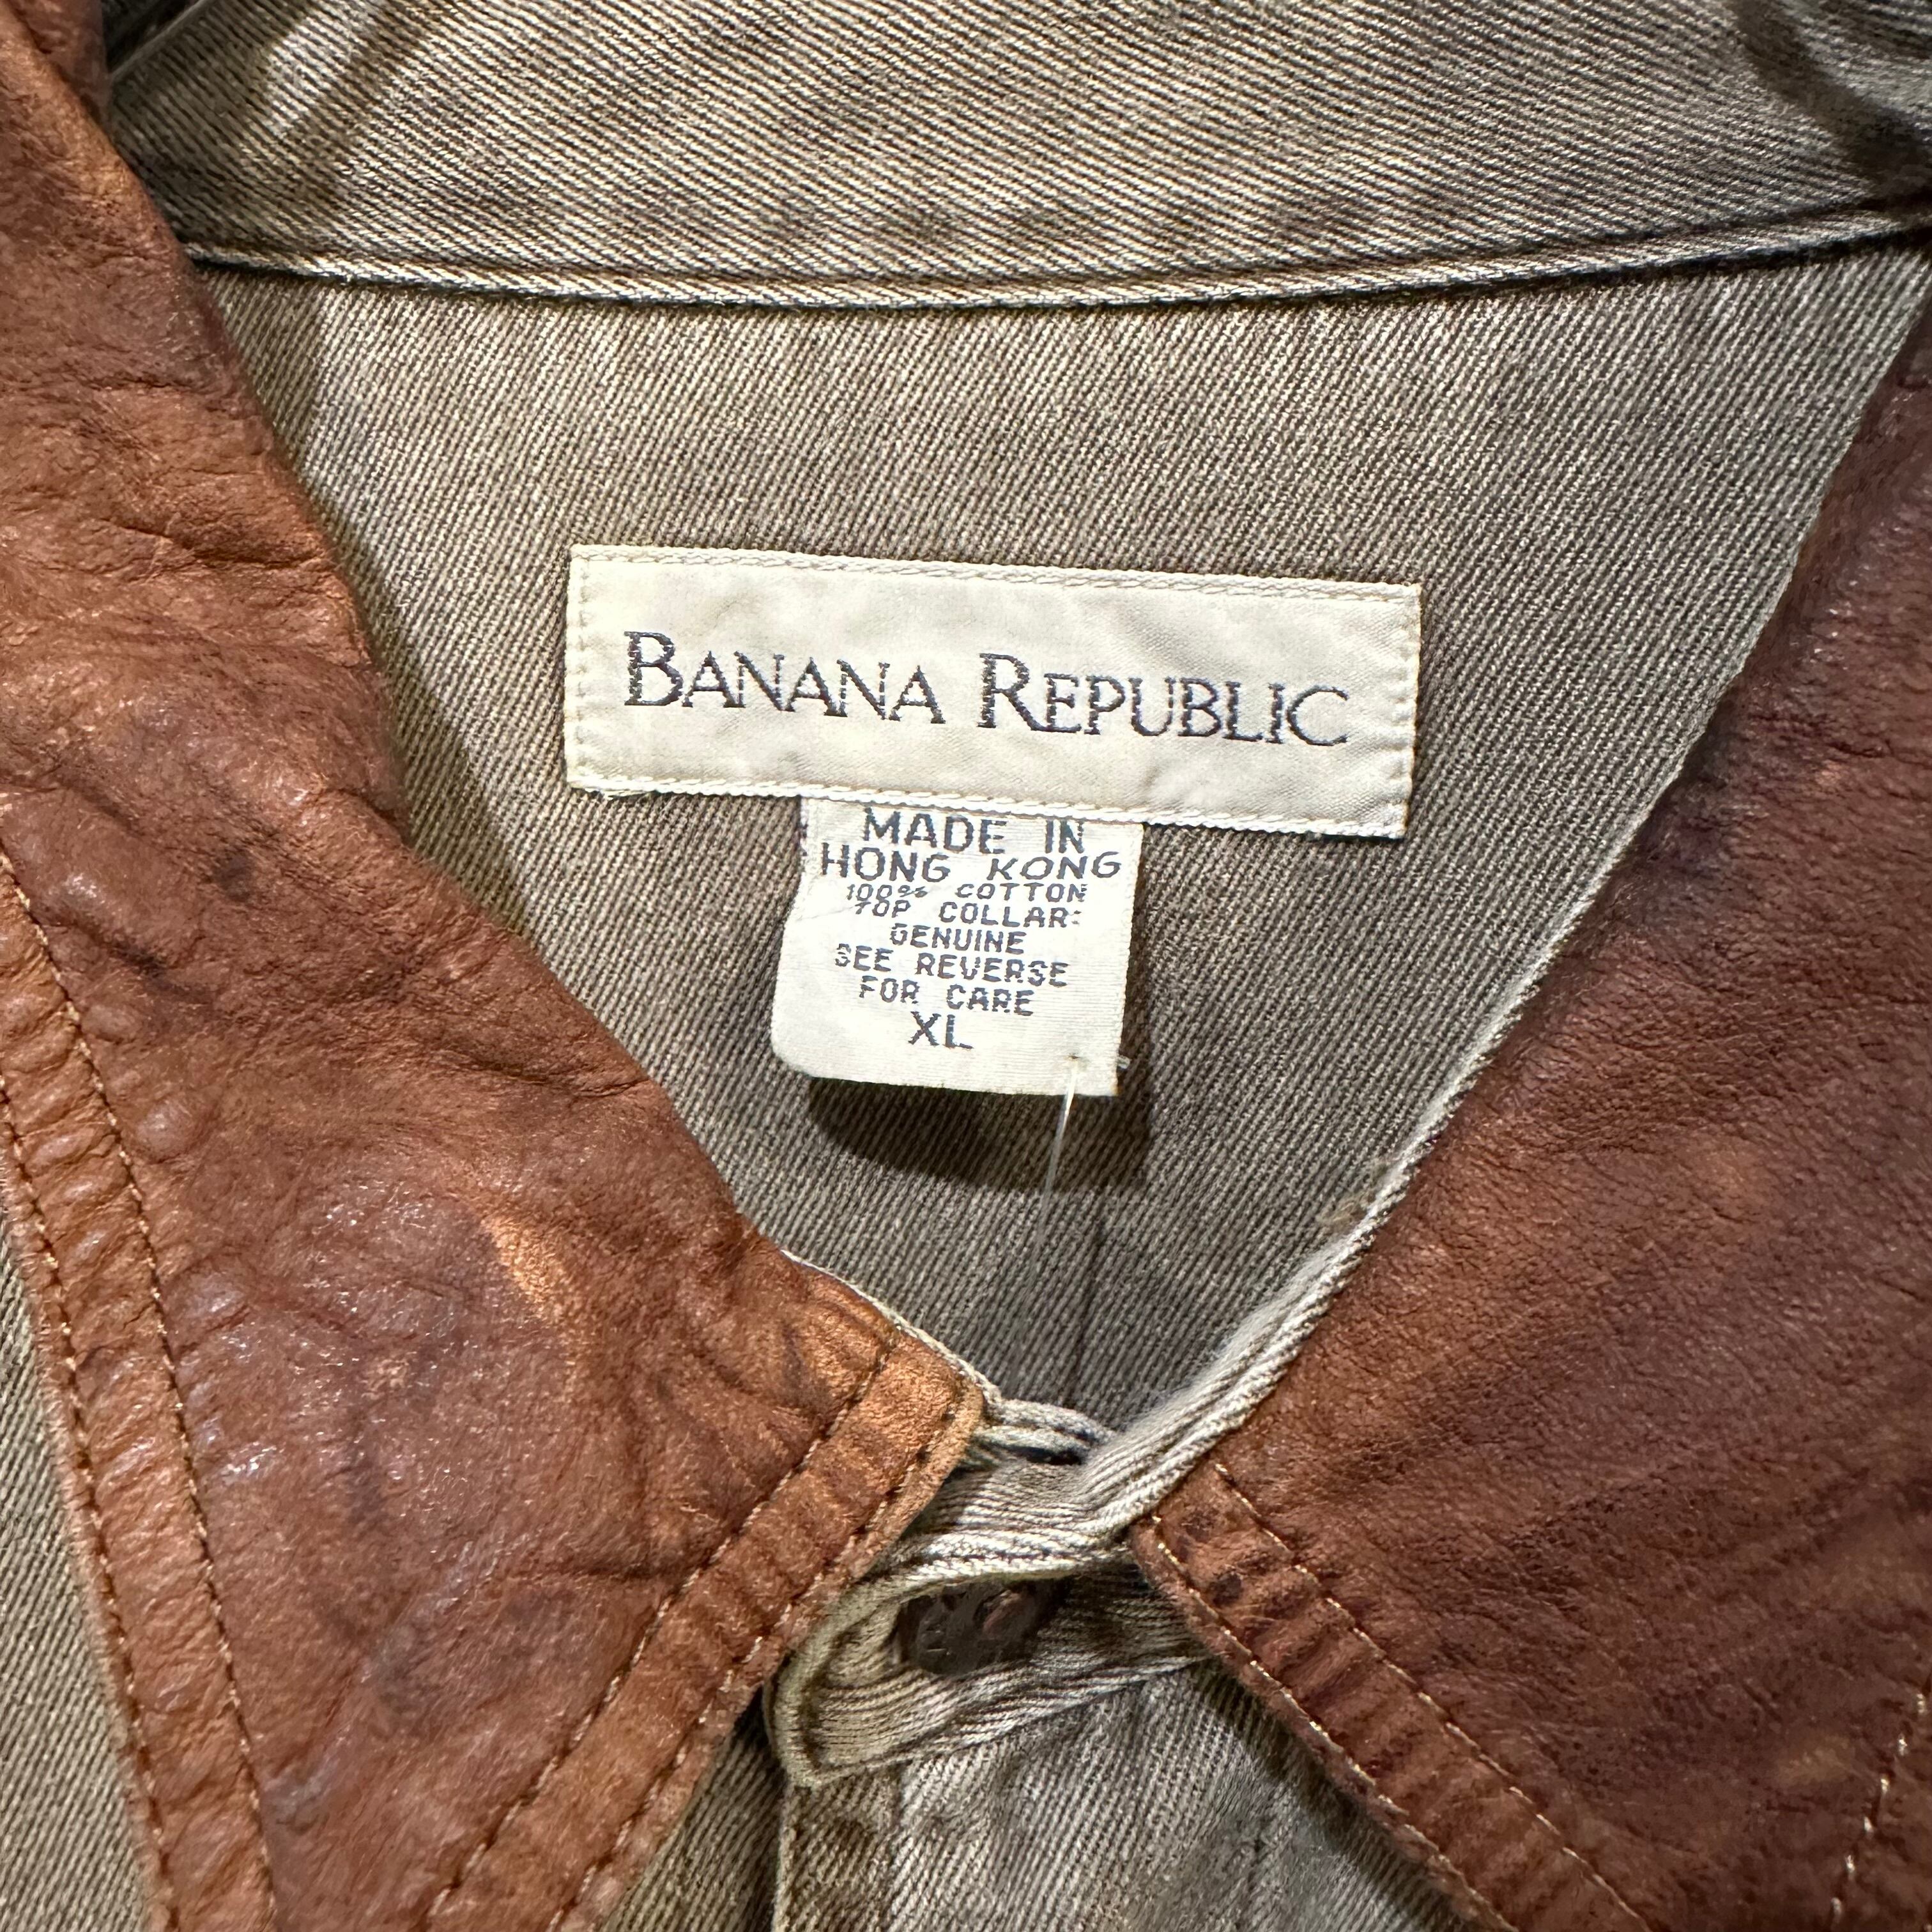 BANANA REPUBLIC
MADE IN
HONG KONG
100% COTTON
TOP COLLAR:
GENUINE
SEE REVERSE
FOR CARE
XL